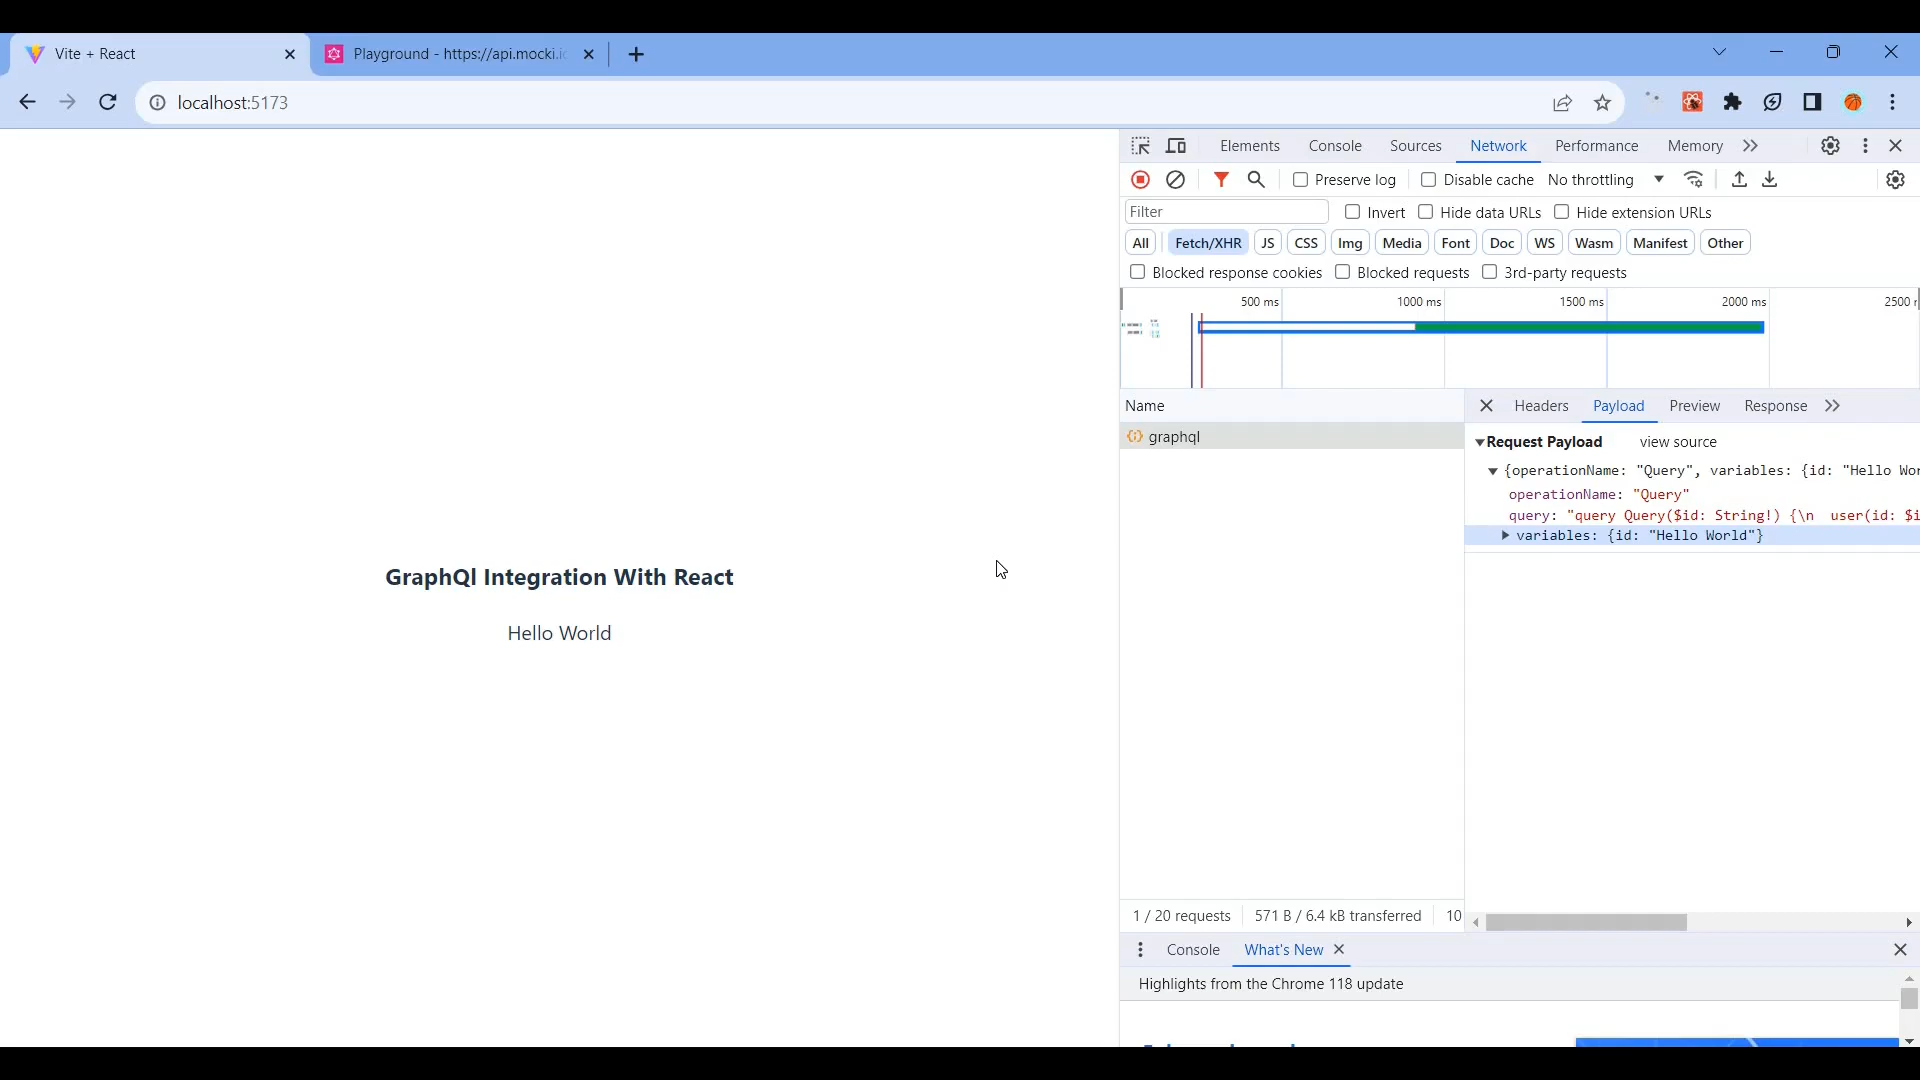 Vite + React
Playground - https://api.mocki.i
localhost:5173
Elements Console Sources Network Performance Memory
Preserve log Disable cache No throttling
Filter Invert Hide data URLs Hide extension URLs
All Fetch/XHR JS CSS Img Media Font Doc WS Wasm Manifest Other
Blocked response cookies Blocked requests 3rd-party requests
500 ms 1000 ms 1500 ms 2000 ms 2500
Name
Headers Payload Preview Response
graphql
Request Payload view source
{operationName: "Query", variables: {id: "Hello Wor
operationName: "Query"
query: "query Query($id: String!) {\n user(id: $i
variables: {id: "Hello World"}
GraphQl Integration With React
Hello World
1 / 20 requests 571 B / 6.4 kB transferred 10
Console What's New
Highlights from the Chrome 118 update